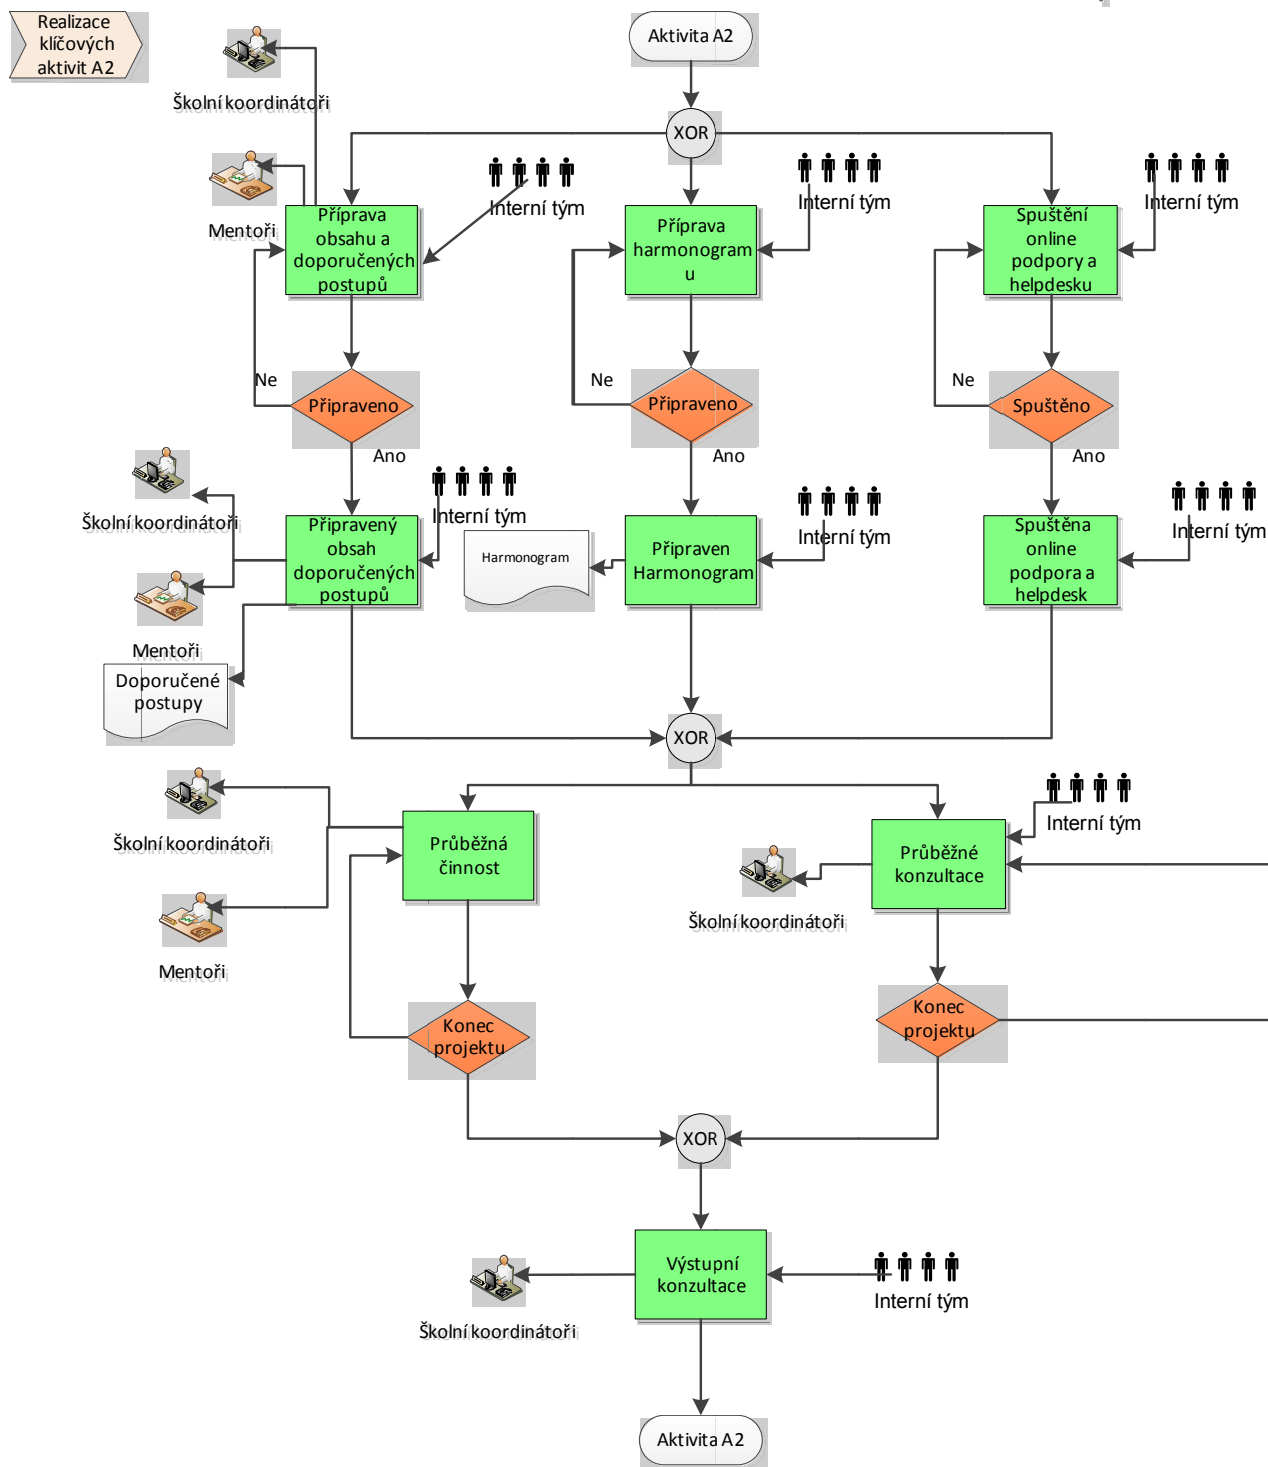 Realizace
klíčových
aktivit A2
Aktivita A2
Školní koordinátoři
XOR
Mentoři
Interní tým
Interní tým
Interní tým
Příprava
obsahu a
doporučených
postupů
Příprava
harmonogram
u
Spuštění
online
podpory a
helpdesku
Ne
Připraveno
Ne
Připraveno
Ne
Spuštěno
Ano
Ano
Ano
Školní koordinátoři
Interní tým
Interní tým
Interní tým
Připravený
obsah
doporučených
postupů
Harmonogram
Připraven
Harmonogram
Spuštěna
online
podpora a
helpdesk
Mentoři
Doporučené
postupy
XOR
Školní koordinátoři
Interní tým
Průběžná
činnost
Průběžné
konzultace
Školní koordinátoři
Mentoři
Konec
projektu
Konec
projektu
XOR
Výstupní
konzultace
Interní tým
Školní koordinátoři
Aktivita A2